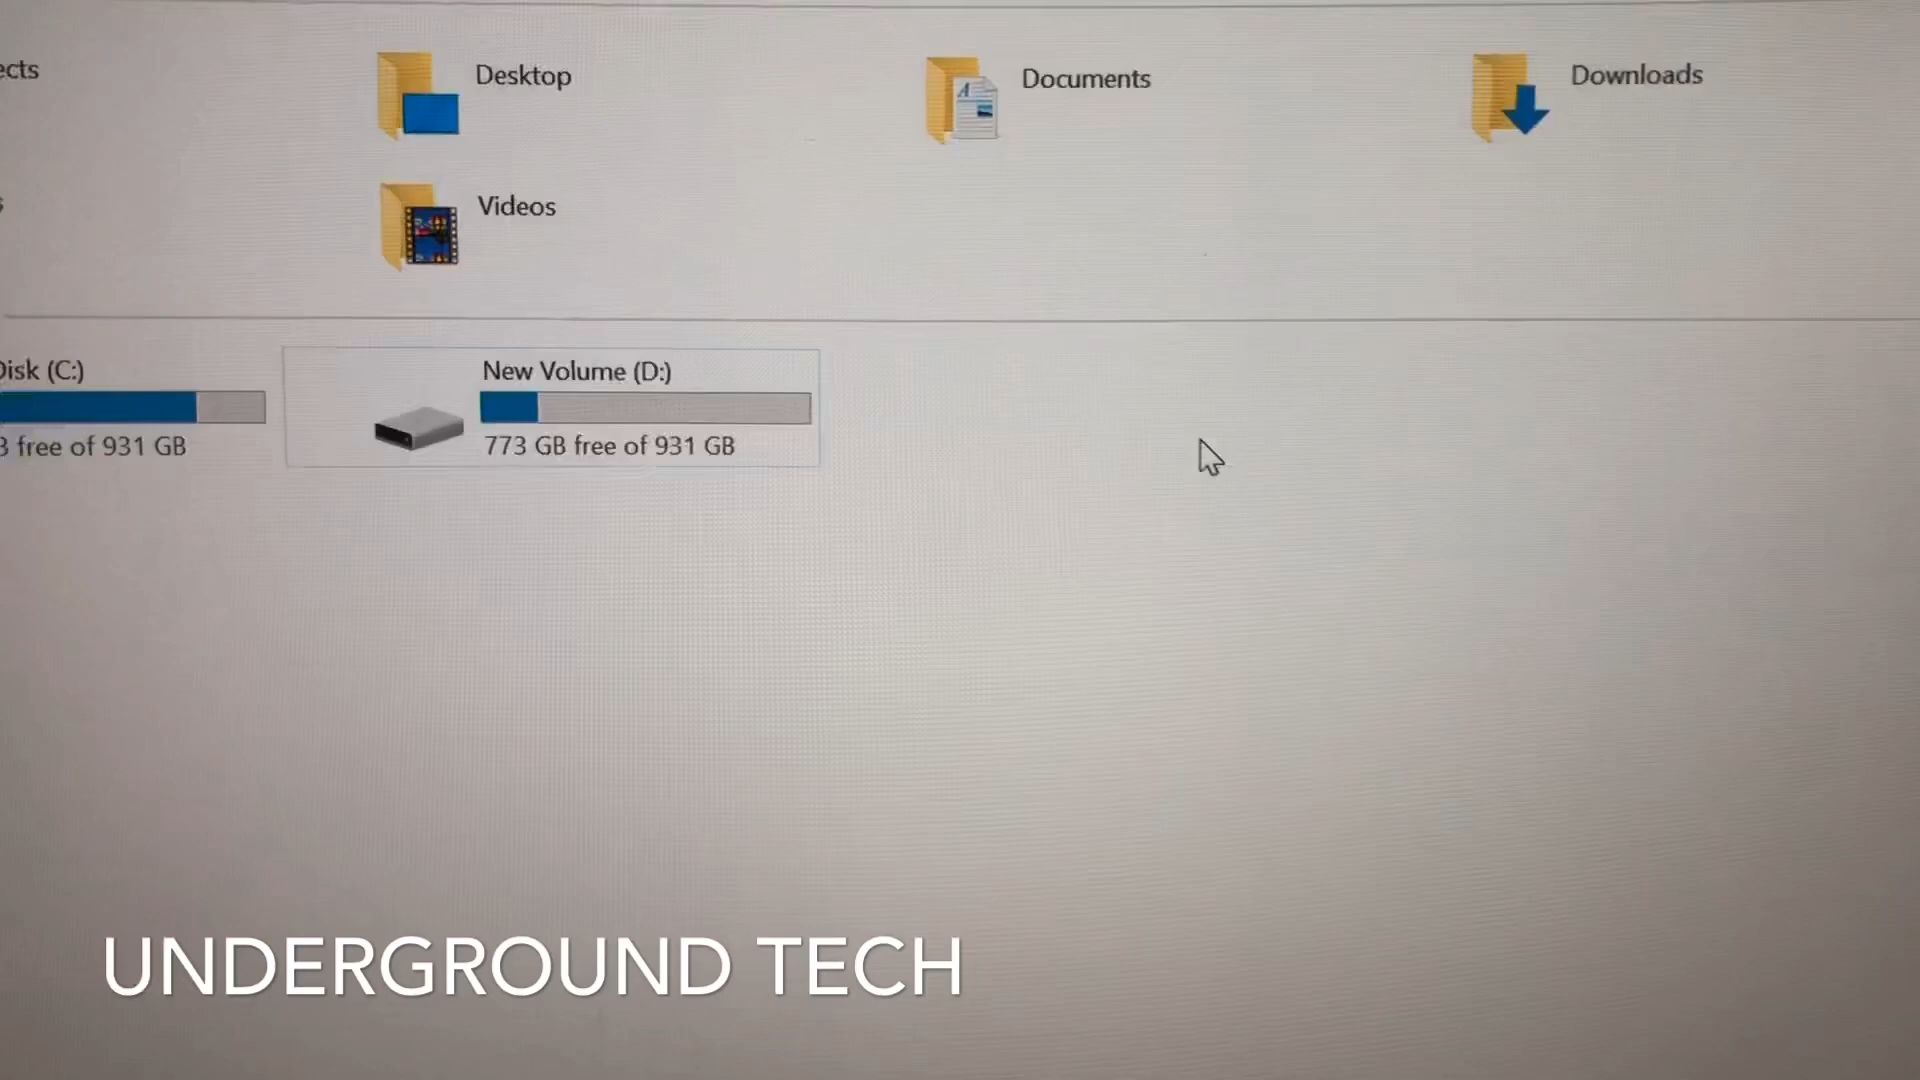 Desktop
Documents
Downloads
Videos
Disk (C:)
free of 931 GB
New Volume (D:)
773 GB free of 931 GB
UNDERGROUND TECH